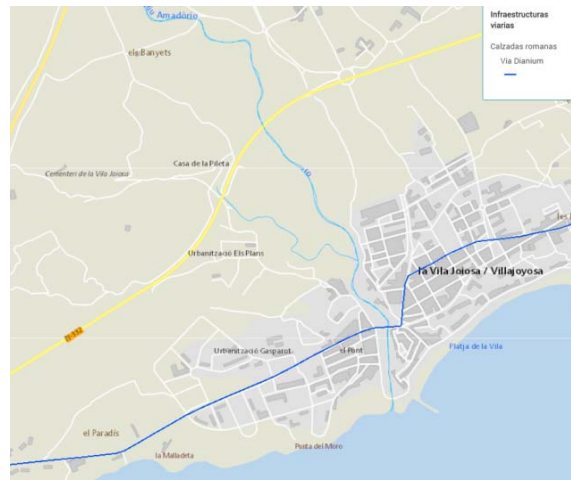 Infraestructuras
viarias
Calzadas romanas
Vía Dianium
Amadòrio
els Banyets
Casa de la Pileta
Cementeri de la Vila Joiosa
Urbanització Els Plans
la Vila Joiosa / Villajoyosa
N-332
Urbanització Gasparot
el Pont
Platja de la Vila
el Paradís
la Malladeta
Punta del Moro